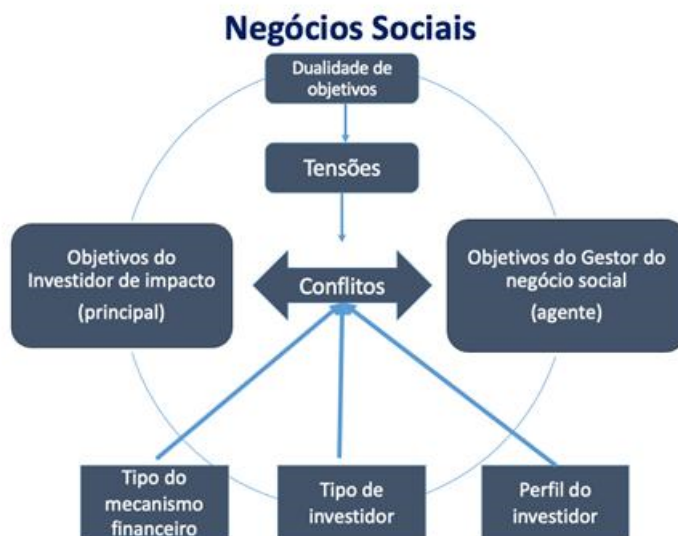 Negócios Sociais
Dualidade de
objetivos
Tensões
Objetivos do
Investidor de impacto
(principal)
Conflitos
Objetivos do Gestor do
negócio social
(agente)
Tipo do
mecanismo
financeiro
Tipo de
investidor
Perfil do
investidor